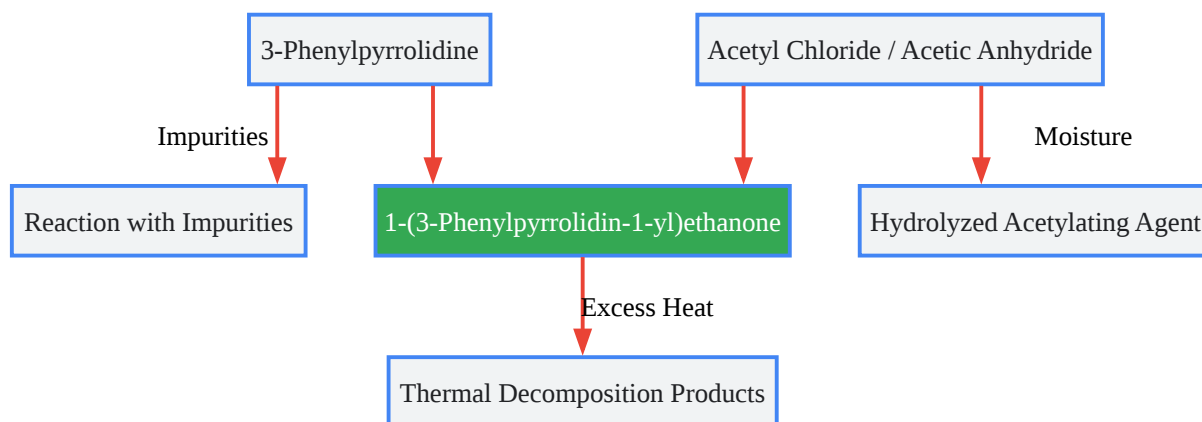 3-Phenylpyrrolidine
Acetyl Chloride / Acetic Anhydride
Impurities
Moisture
Reaction with Impurities
1-(3-Phenylpyrrolidin-1-yl)ethanone
Hydrolyzed Acetylating Agent
Excess Heat
Thermal Decomposition Products